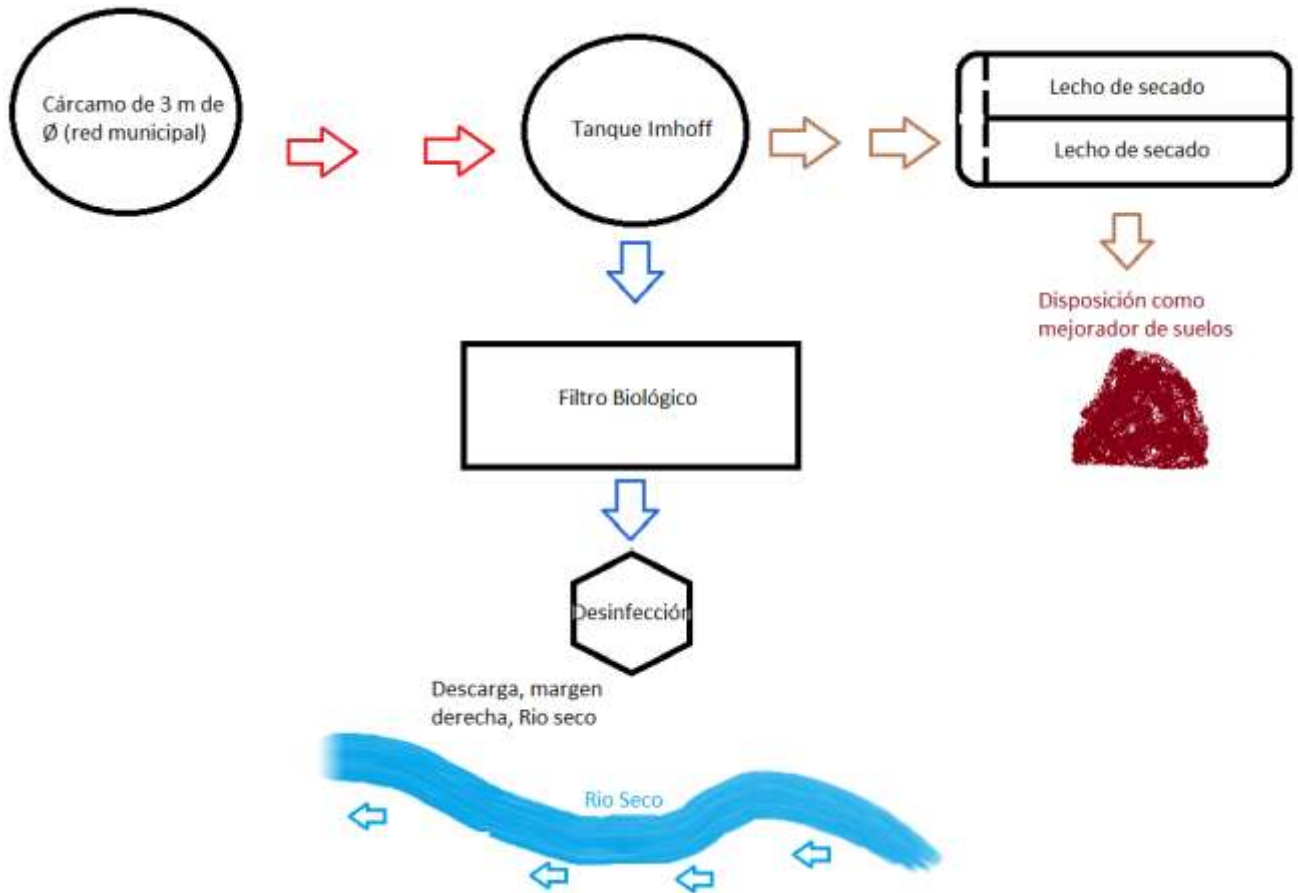 Cárcamo de 3 m de
Ø (red municipal)
Tanque Imhoff
Lecho de secado
Lecho de secado
Disposición como
mejorador de suelos
Filtro Biológico
Desinfección
Descarga, margen
derecha, Rio seco
Rio Seco